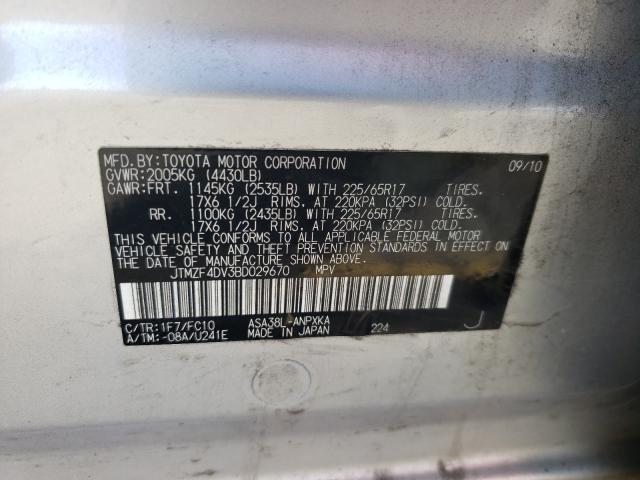 MFD.BY:TOYOTA MOTOR CORPORATION 09/10
GVWR:2005KG (4430LB)
GAWR:FRT. 1145KG (2535LB) WITH 225/65R17 TIRES.
17X6 1/2J RIMS. AT 220KPA (32PSI) COLD.
RR. 1100KG (2435LB) WITH 225/65R17 TIRES.
17X6 1/2J RIMS. AT 220KPA (32PSI) COLD.
THIS VEHICLE CONFORMS TO ALL APPLICABLE FEDERAL MOTOR
VEHICLE SAFETY AND THEFT PREVENTION STANDARDS IN EFFECT ON
THE DATE OF MANUFACTURE SHOWN ABOVE.
JTMZF4DV3BD029670 MPV
C/TR:1F7/FC10 ASA38L-ANPXKA J
A/TM:-08A/U241E MADE IN JAPAN 224